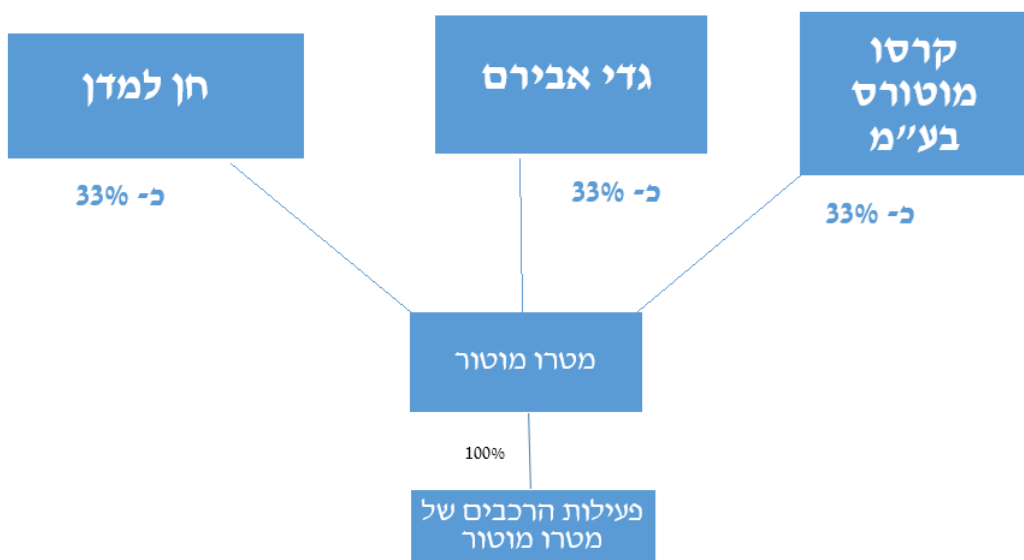 קרסו
מוטורס
בע״מ
גדי אבירם
חן למדן
כ- 33%
כ- 33%
כ- 33%
מטרו מוטור
100%
פעילות הרכבים של
מטרו מוטור